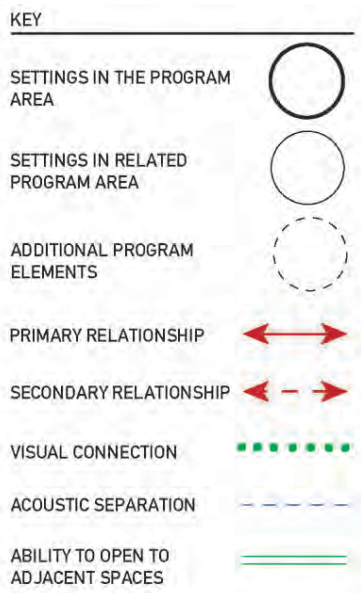 KEY
SETTINGS IN THE PROGRAM
AREA
SETTINGS IN RELATED
PROGRAM AREA
ADDITIONAL PROGRAM
ELEMENTS
PRIMARY RELATIONSHIP
SECONDARY RELATIONSHIP
VISUAL CONNECTION
ACOUSTIC SEPARATION
ABILITY TO OPEN TO
ADJACENT SPACES